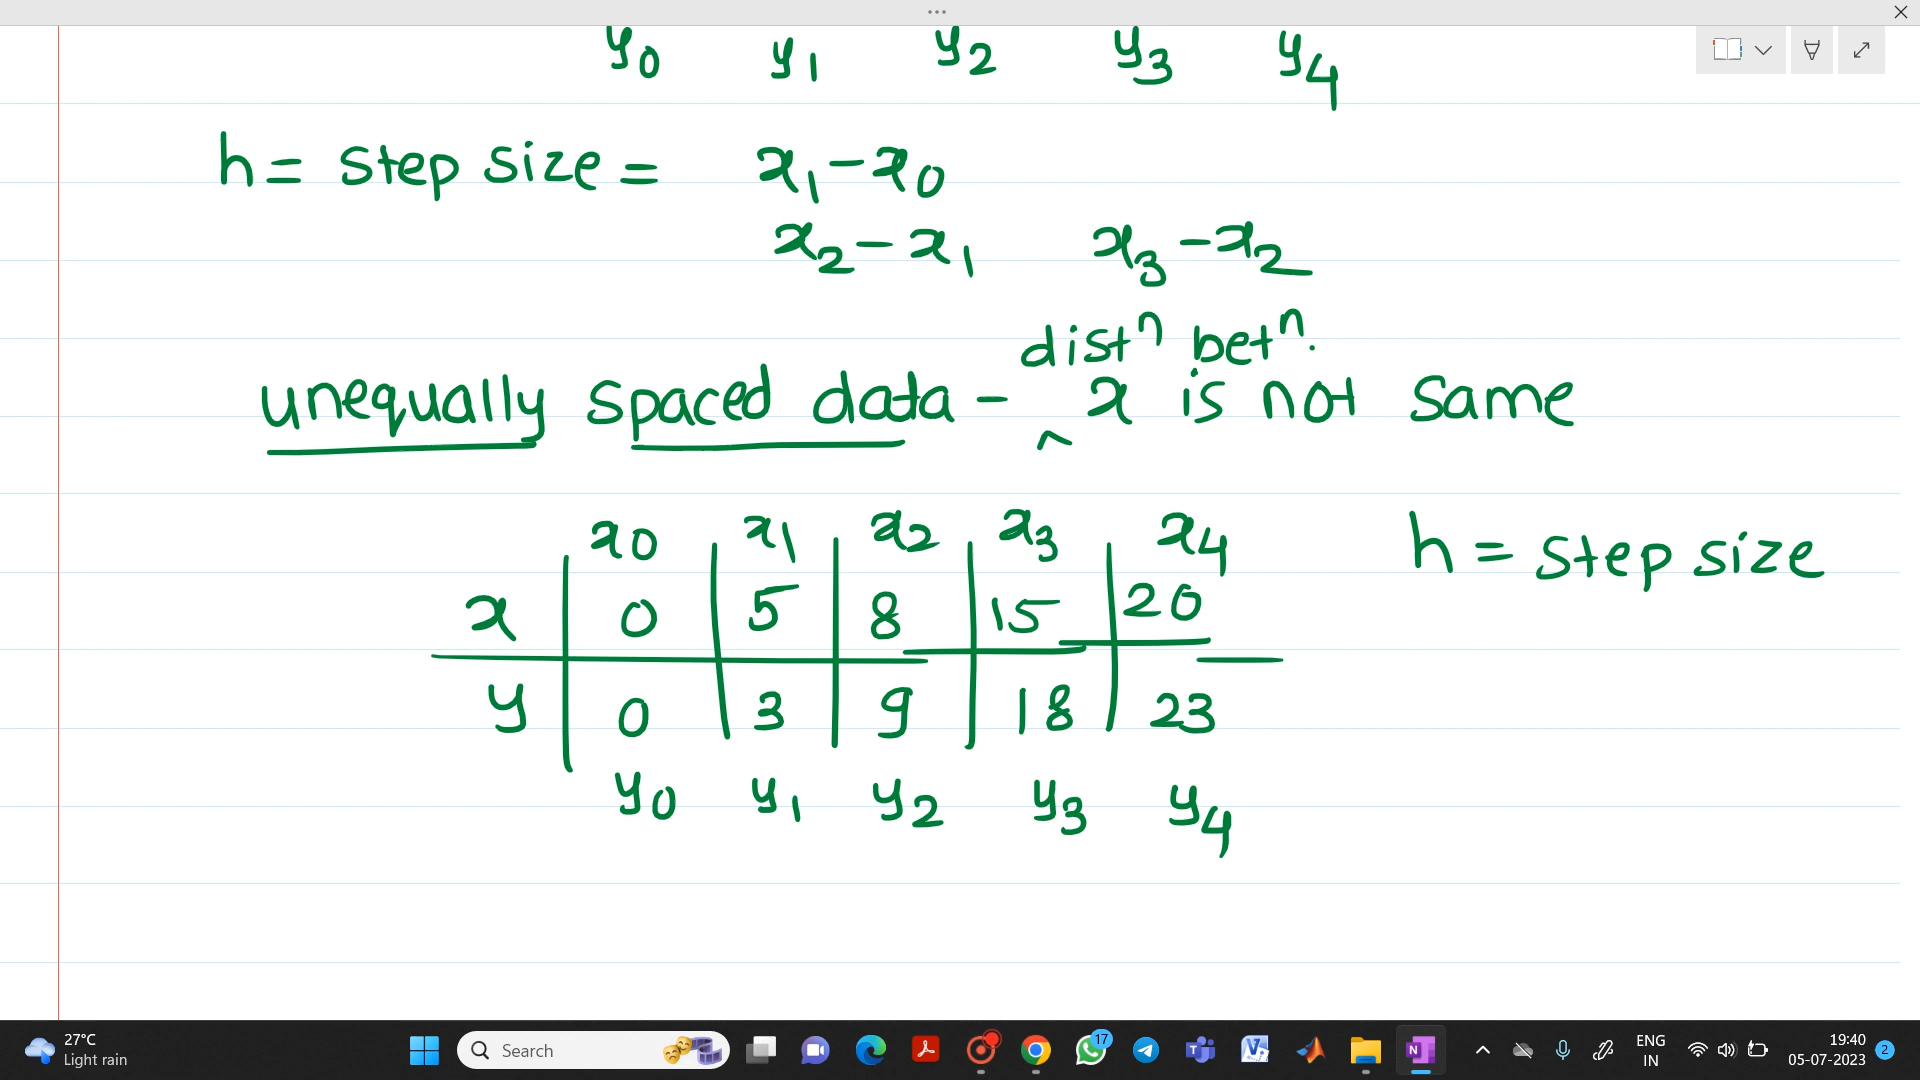 y0 y1 y2 y3 y4
h = step size = x1 - x0
x2 - x1 x3 - x2
distⁿ betⁿ.
unequally spaced data - ^ x is not same
x0 x1 x2 x3 x4
h = step size
x 0 5 8 15 20
y 0 3 9 18 23
y0 y1 y2 y3 y4
27°C
Light rain
Search
17
ENG
IN
19:40
05-07-2023
2